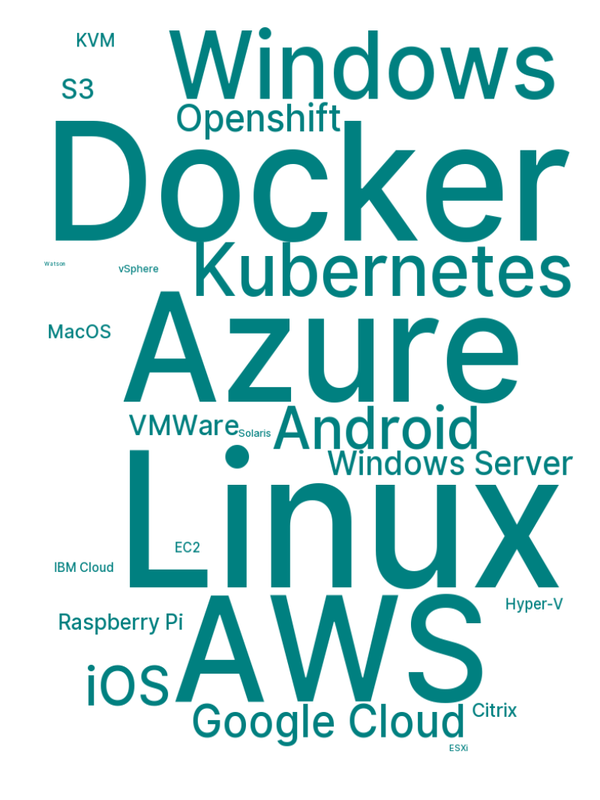 KVM
Windows
S3
Openshift
Docker
Watson
vSphere
Kubernetes
MacOS
Azure
VMWare
Solaris
Android
Windows Server
Linux
EC2
IBM Cloud
Hyper-V
Raspberry Pi
AWS
iOS
Google Cloud
Citrix
ESXi